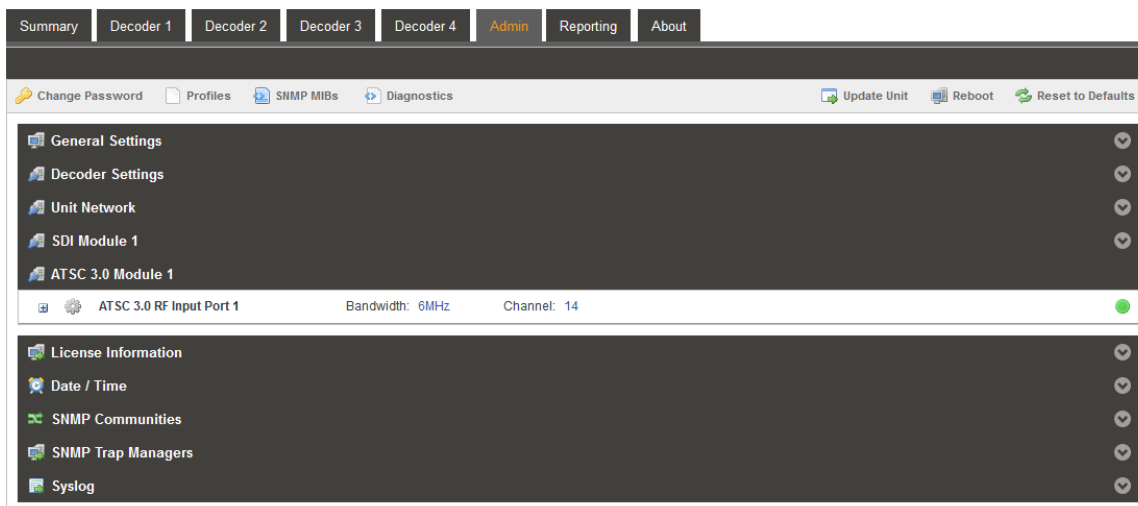 Summary Decoder 1 Decoder 2 Decoder 3 Decoder 4 Admin Reporting About
Change Password Profiles SNMP MIBs Diagnostics Update Unit Reboot Reset to Defaults
General Settings
Decoder Settings
Unit Network
SDI Module 1
ATSC 3.0 Module 1
ATSC 3.0 RF Input Port 1 Bandwidth: 6MHz Channel: 14
License Information
Date / Time
SNMP Communities
SNMP Trap Managers
Syslog